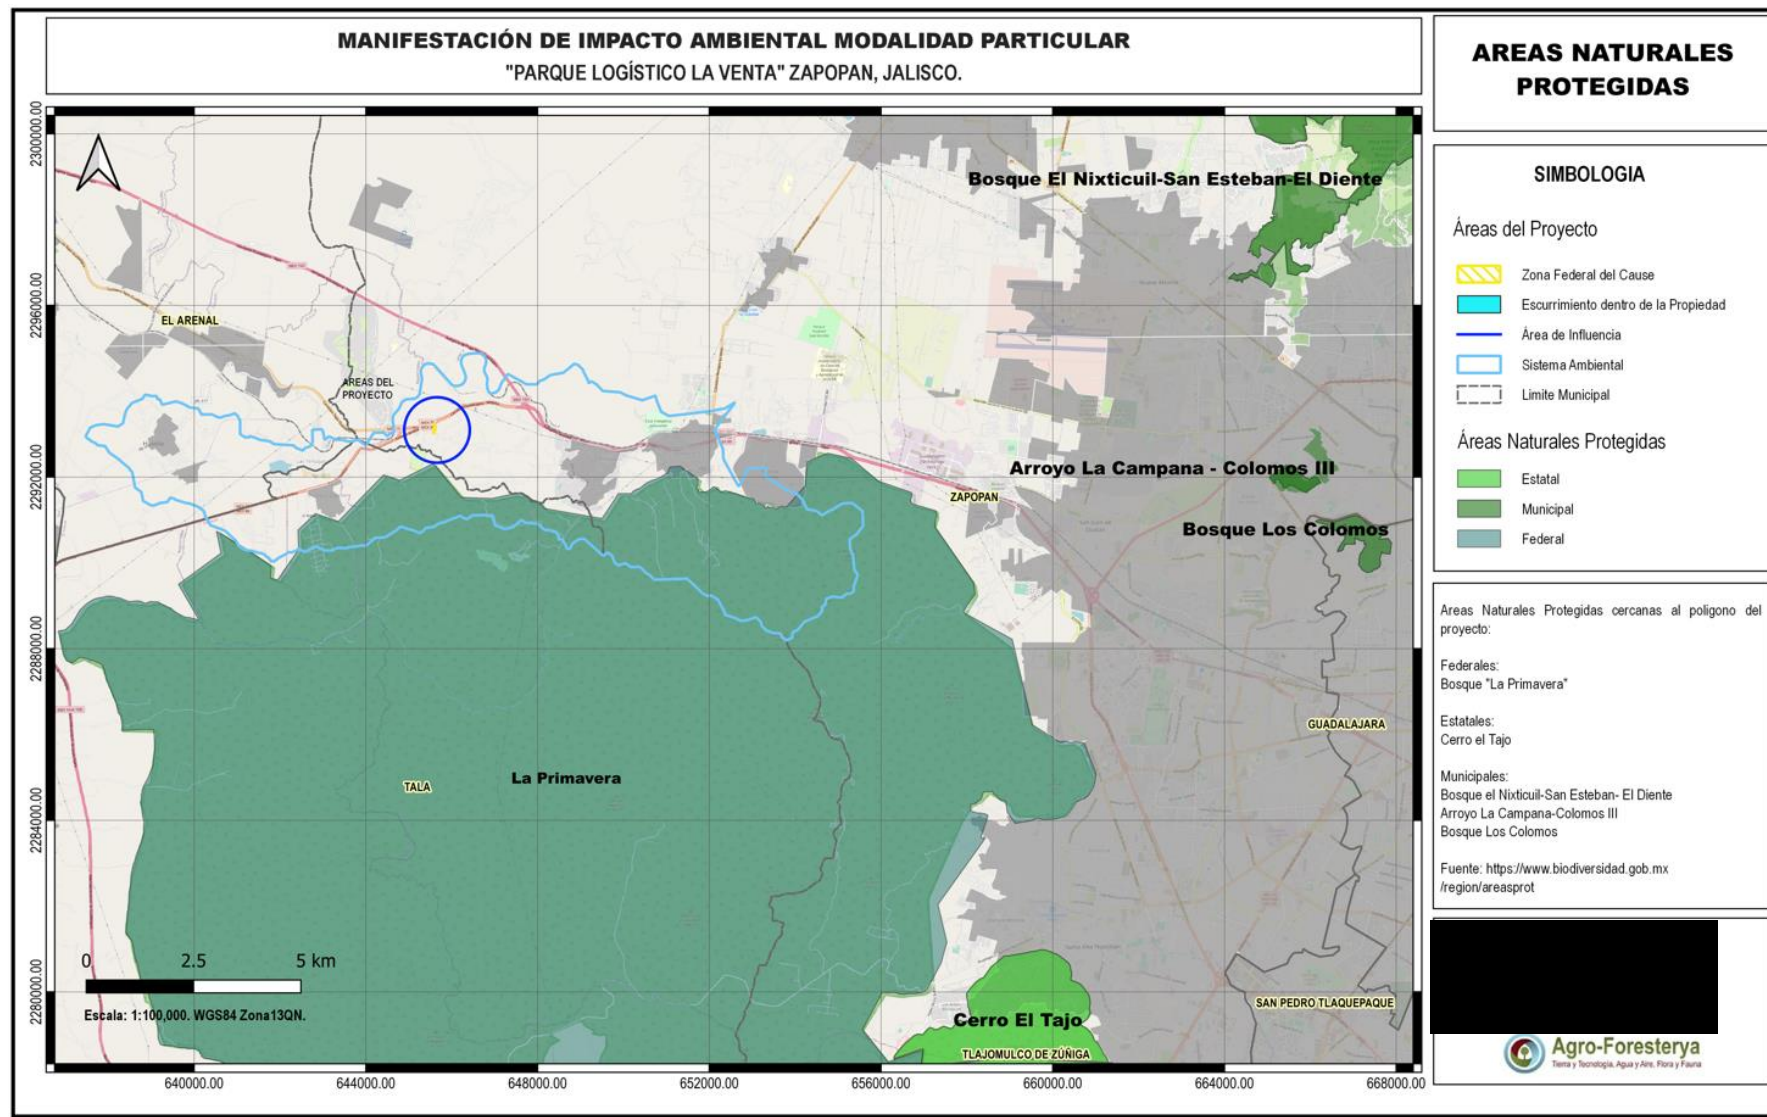 MANIFESTACIÓN DE IMPACTO AMBIENTAL MODALIDAD PARTICULAR
"PARQUE LOGÍSTICO LA VENTA" ZAPOPAN, JALISCO.
AREAS NATURALES
PROTEGIDAS
SIMBOLOGIA
Áreas del Proyecto
Zona Federal del Cause
Escurrimiento dentro de la Propiedad
Área de Influencia
Sistema Ambiental
Limite Municipal
Áreas Naturales Protegidas
Estatal
Municipal
Federal
Areas Naturales Protegidas cercanas al poligono del
proyecto:
Federales:
Bosque "La Primavera"
Estatales:
Cerro el Tajo
Municipales:
Bosque el Nixticuil-San Esteban- El Diente
Arroyo La Campana-Colomos III
Bosque Los Colomos
Fuente: https://www.biodiversidad.gob.mx
/region/areasprot
Agro-Foresterya
Tierra y Tecnología, Agua y Aire, Flora y Fauna
2300000.00
2296000.00
2292000.00
2288000.00
2284000.00
2280000.00
Bosque El Nixticuil-San Esteban-El Diente
EL ARENAL
AREAS DEL
PROYECTO
Arroyo La Campana - Colomos III
ZAPOPAN
Bosque Los Colomos
GUADALAJARA
La Primavera
TALA
0 2.5 5 km
Escala: 1:100,000. WGS84 Zona13QN.
SAN PEDRO TLAQUEPAQUE
Cerro El Tajo
TLAJOMULCO DE ZÚÑIGA
640000.00 644000.00 648000.00 652000.00 656000.00 660000.00 664000.00 668000.00